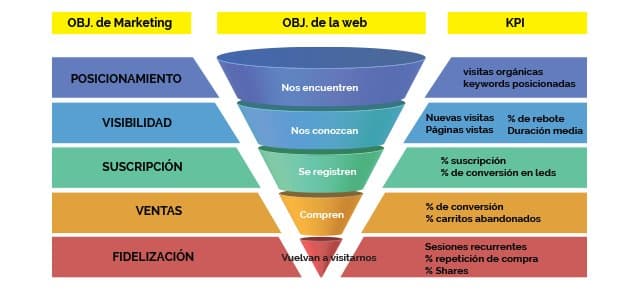 OBJ. de Marketing
OBJ. de la web
KPI
POSICIONAMIENTO
Nos encuentren
visitas orgánicas
keywords posicionadas
VISIBILIDAD
Nos conozcan
Nuevas visitas
% de rebote
Páginas vistas
Duración media
SUSCRIPCIÓN
Se registren
% suscripción
% de conversión en leds
VENTAS
Compren
% de conversión
% carritos abandonados
FIDELIZACIÓN
Vuelvan a visitarnos
Sesiones recurrentes
% repetición de compra
% Shares